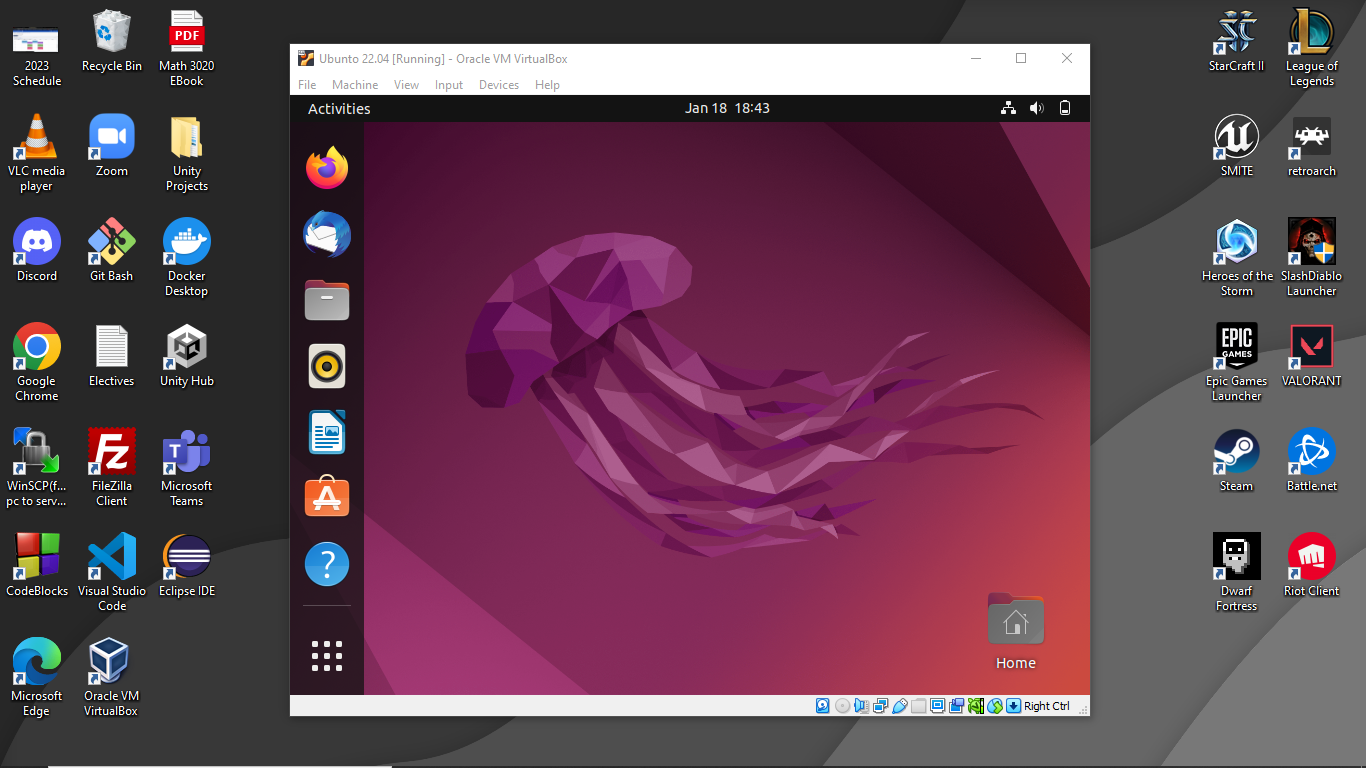 2023
Schedule
Recycle Bin
PDF
Math 3020
EBook
VLC media
player
Zoom
Unity
Projects
Discord
Git Bash
Docker
Desktop
Google
Chrome
Electives
Unity Hub
WinSCP(f...
pc to serv...
Fz
FileZilla
Client
T
Microsoft
Teams
CodeBlocks
Visual Studio
Code
Eclipse IDE
Microsoft
Edge
Oracle VM
VirtualBox
Ubunto 22.04 [Running] - Oracle VM VirtualBox
File Machine View Input Devices Help
Activities
Jan 18 18:43
?
Home
Right Ctrl
StarCraft II
League of
Legends
SMITE
retroarch
Heroes of the
Storm
SlashDiablo
Launcher
EPIC
GAMES
Epic Games
Launcher
VALORANT
Steam
Battle.net
Dwarf
Fortress
Riot Client